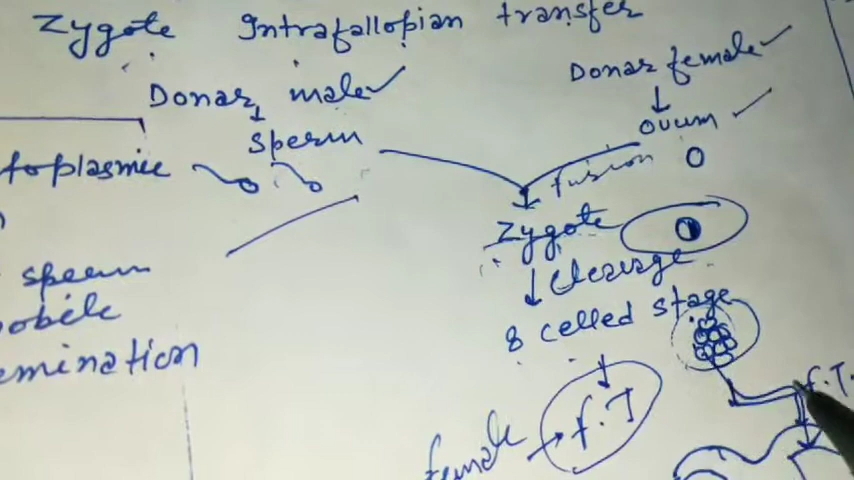 Zygote Intrafallopian transfer
Donar male
Donar female
sperm
ovum
toplasmic
fusion
Zygote
cleavage
sperm
8 celled stage
obile
emination
F.T.
female
F.T